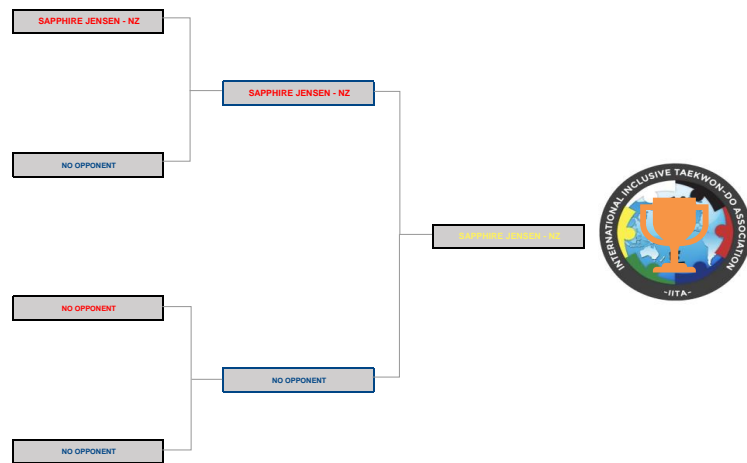 SAPPHIRE JENSEN - NZ
SAPPHIRE JENSEN - NZ
NO OPPONENT
SAPPHIRE JENSEN - NZ
INTERNATIONAL INCLUSIVE TAEKWON-DO ASSOCIATION
-IITA-
NO OPPONENT
NO OPPONENT
NO OPPONENT